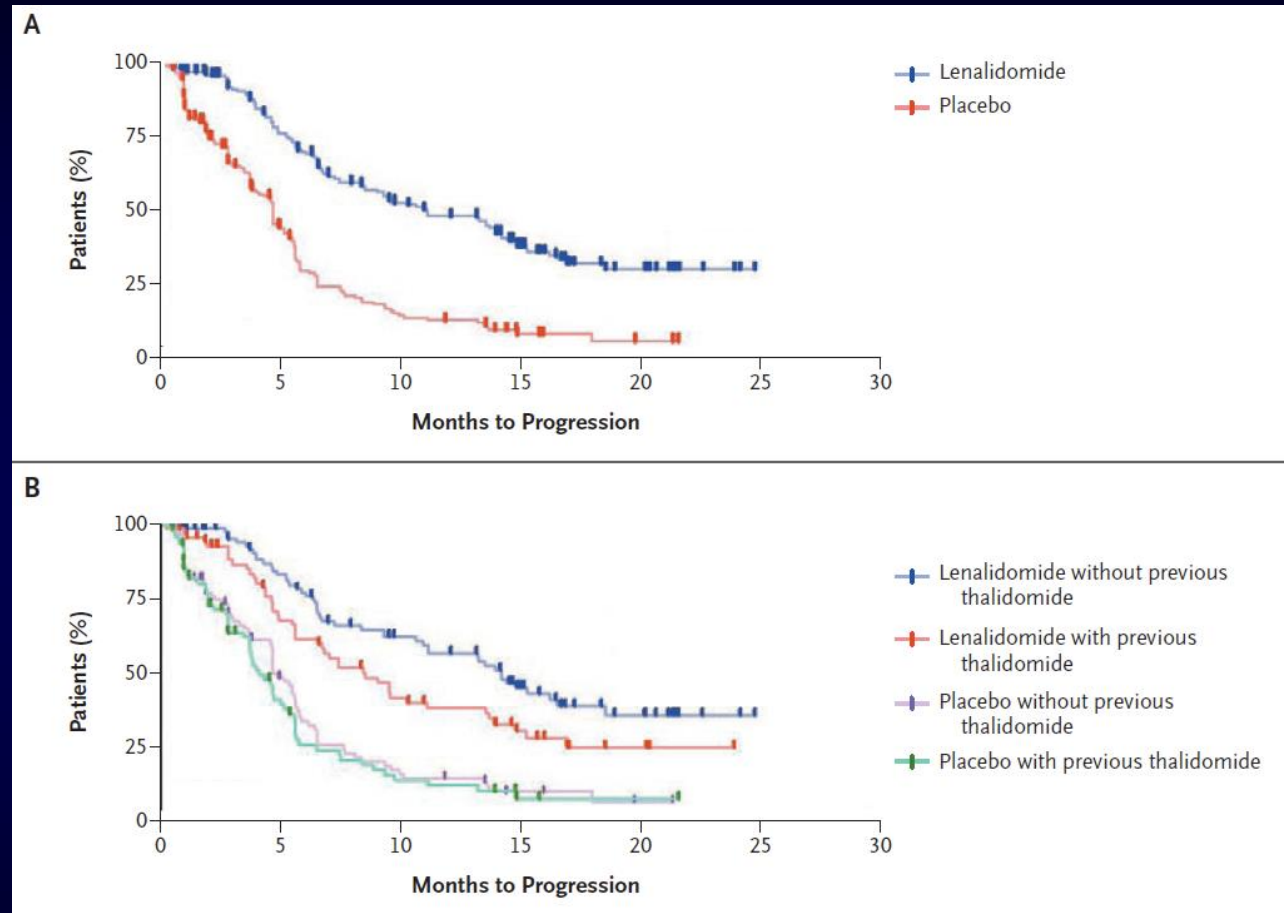 A
100
75
50
25
0
Patients (%)
0 5 10 15 20 25 30
Months to Progression
Lenalidomide
Placebo
B
100
75
50
25
0
Patients (%)
0 5 10 15 20 25 30
Months to Progression
Lenalidomide without previous
thalidomide
Lenalidomide with previous
thalidomide
Placebo without previous
thalidomide
Placebo with previous thalidomide